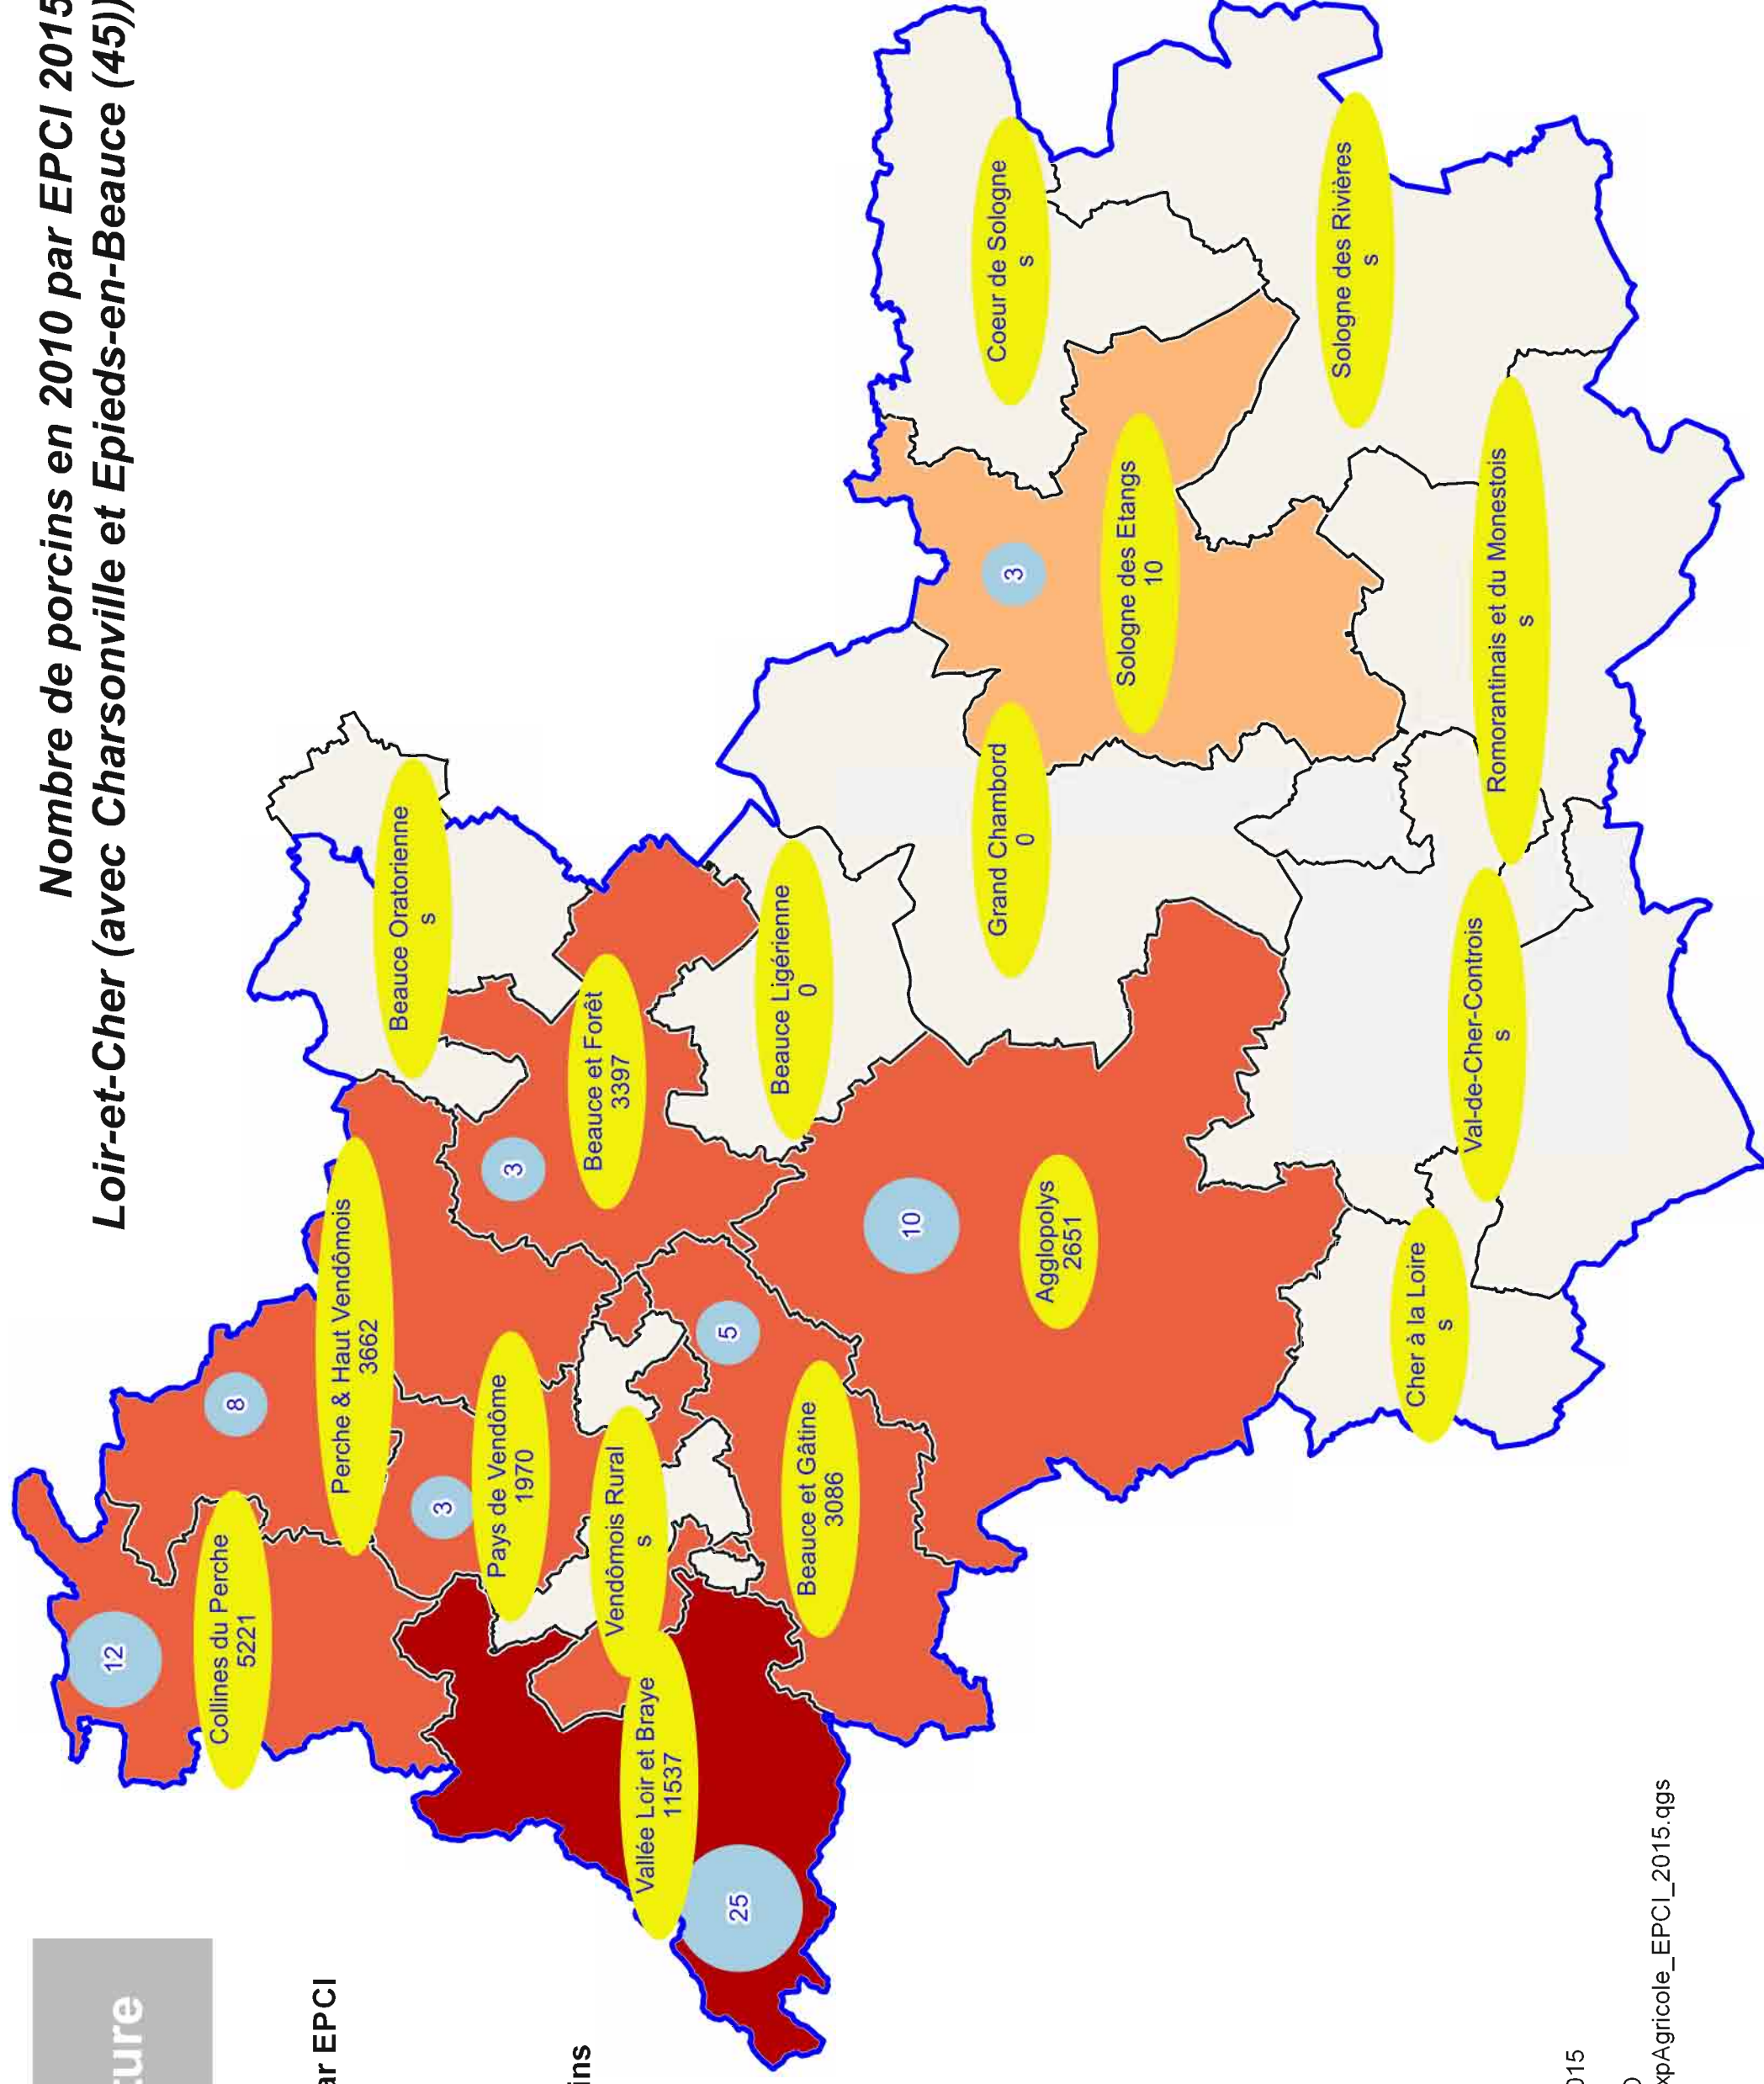 Nombre de porcins en 2010 par EPCI 2015
Loir-et-Cher (avec Charsonville et Epieds-en-Beauce (45))
ture
ar EPCI
ins
12
Collines du Perche
5221
8
Perche & Haut Vendômois
3662
3
Pays de Vendôme
1970
Vendômois Rural
s
Vallée Loir et Braye
11537
25
5
Beauce et Gâtine
3086
3
Beauce et Forêt
3397
Beauce Oratorienne
s
Beauce Ligérienne
0
10
Agglopolys
2651
Grand Chambord
0
3
Sologne des Etangs
10
Coeur de Sologne
s
Sologne des Rivières
s
Romorantinais et du Monestois
s
Val-de-Cher-Controis
s
Cher à la Loire
s
015
xpAgricole_EPCI_2015.qgs